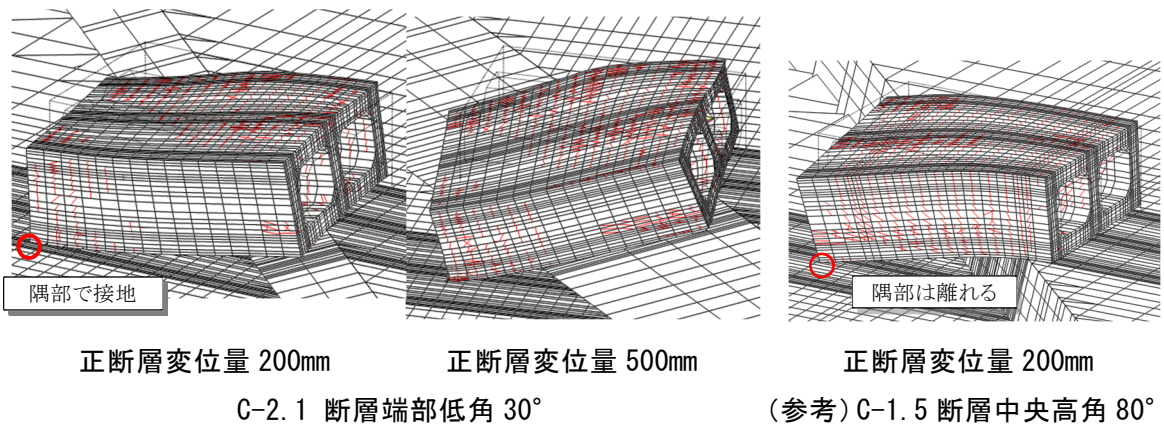 隅部で接地
隅部は離れる
正断層変位量 200mm
正断層変位量 500mm
正断層変位量 200mm
C-2.1 断層端部低角 30°
(参考)C-1.5 断層中央高角 80°